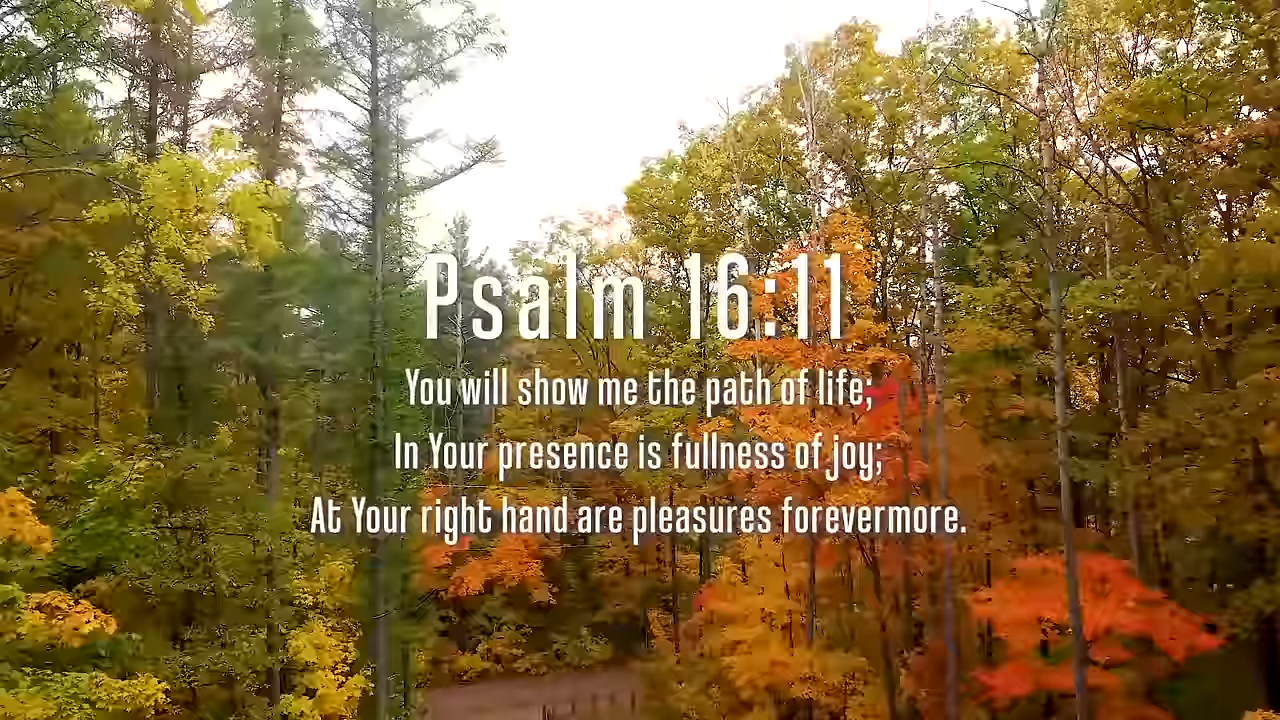 Psalm 16:11
You will show me the path of life;
In Your presence is fullness of joy;
At Your right hand are pleasures forevermore.